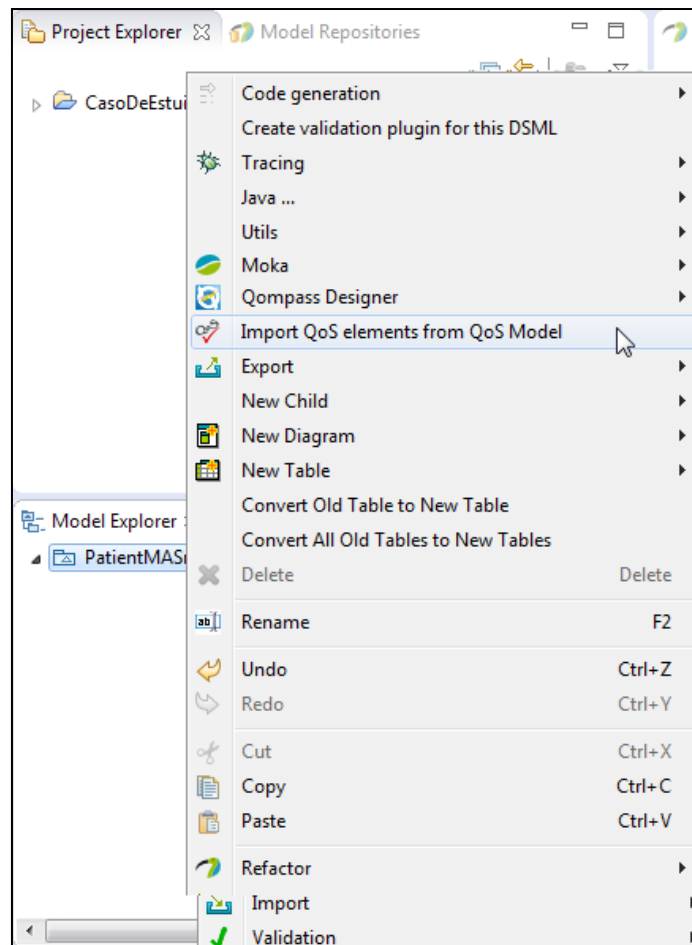 Project Explorer Model Repositories
CasoDeEstui
Code generation
Create validation plugin for this DSML
Tracing
Java ...
Utils
Moka
Qompass Designer
Import QoS elements from QoS Model
Export
New Child
New Diagram
New Table
Convert Old Table to New Table
Model Explorer
Convert All Old Tables to New Tables
PatientMASr
Delete Delete
Rename F2
Undo Ctrl+Z
Redo Ctrl+Y
Cut Ctrl+X
Copy Ctrl+C
Paste Ctrl+V
Refactor
Import
Validation